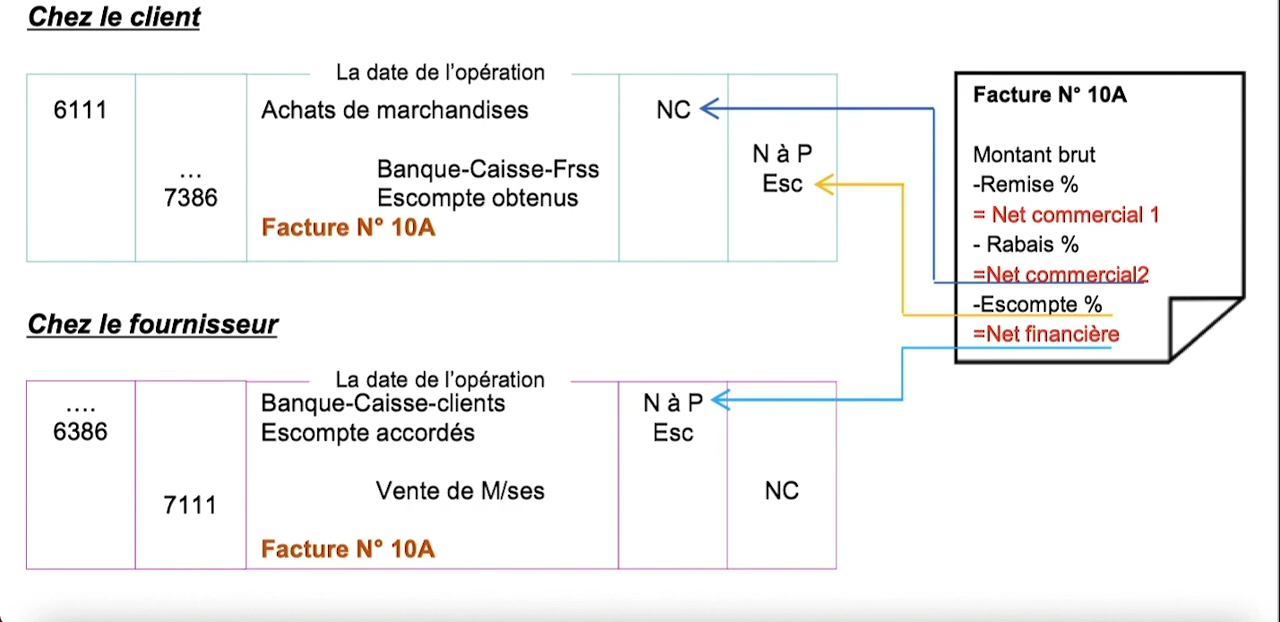 Chez le client
La date de l'opération
6111 Achats de marchandises NC
... Banque-Caisse-Frss N à P
7386 Escompte obtenus Esc
Facture N° 10A
Chez le fournisseur
La date de l'opération
.... Banque-Caisse-clients N à P
6386 Escompte accordés Esc
7111 Vente de M/ses NC
Facture N° 10A
Facture N° 10A
Montant brut
-Remise %
= Net commercial 1
- Rabais %
=Net commercial2
-Escompte %
=Net financière